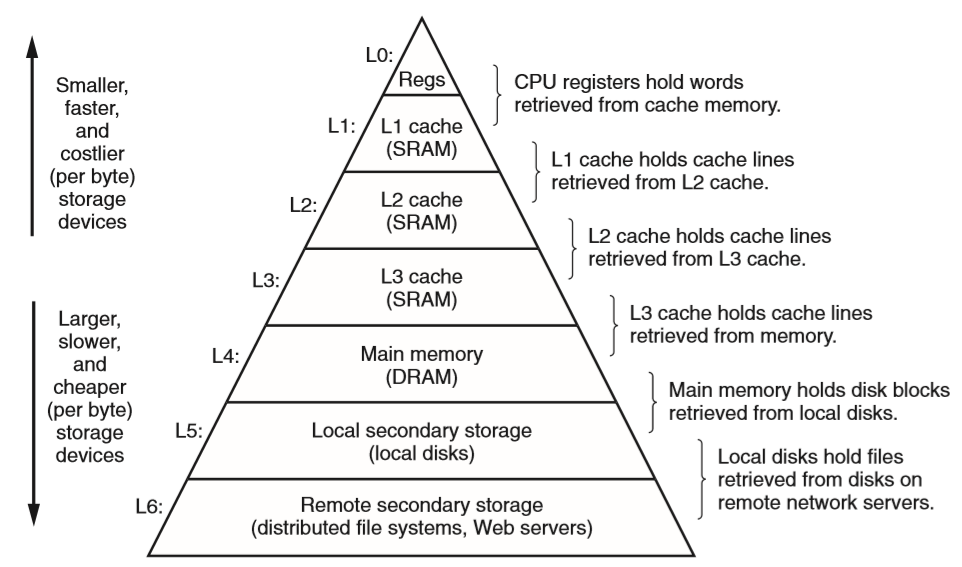 Smaller,
faster,
and
costlier
(per byte)
storage
devices
Larger,
slower,
and
cheaper
(per byte)
storage
devices
L0:
Regs
L1:
L1 cache
(SRAM)
L2:
L2 cache
(SRAM)
L3:
L3 cache
(SRAM)
L4:
Main memory
(DRAM)
L5:
Local secondary storage
(local disks)
L6:
Remote secondary storage
(distributed file systems, Web servers)
CPU registers hold words
retrieved from cache memory.
L1 cache holds cache lines
retrieved from L2 cache.
L2 cache holds cache lines
retrieved from L3 cache.
L3 cache holds cache lines
retrieved from memory.
Main memory holds disk blocks
retrieved from local disks.
Local disks hold files
retrieved from disks on
remote network servers.